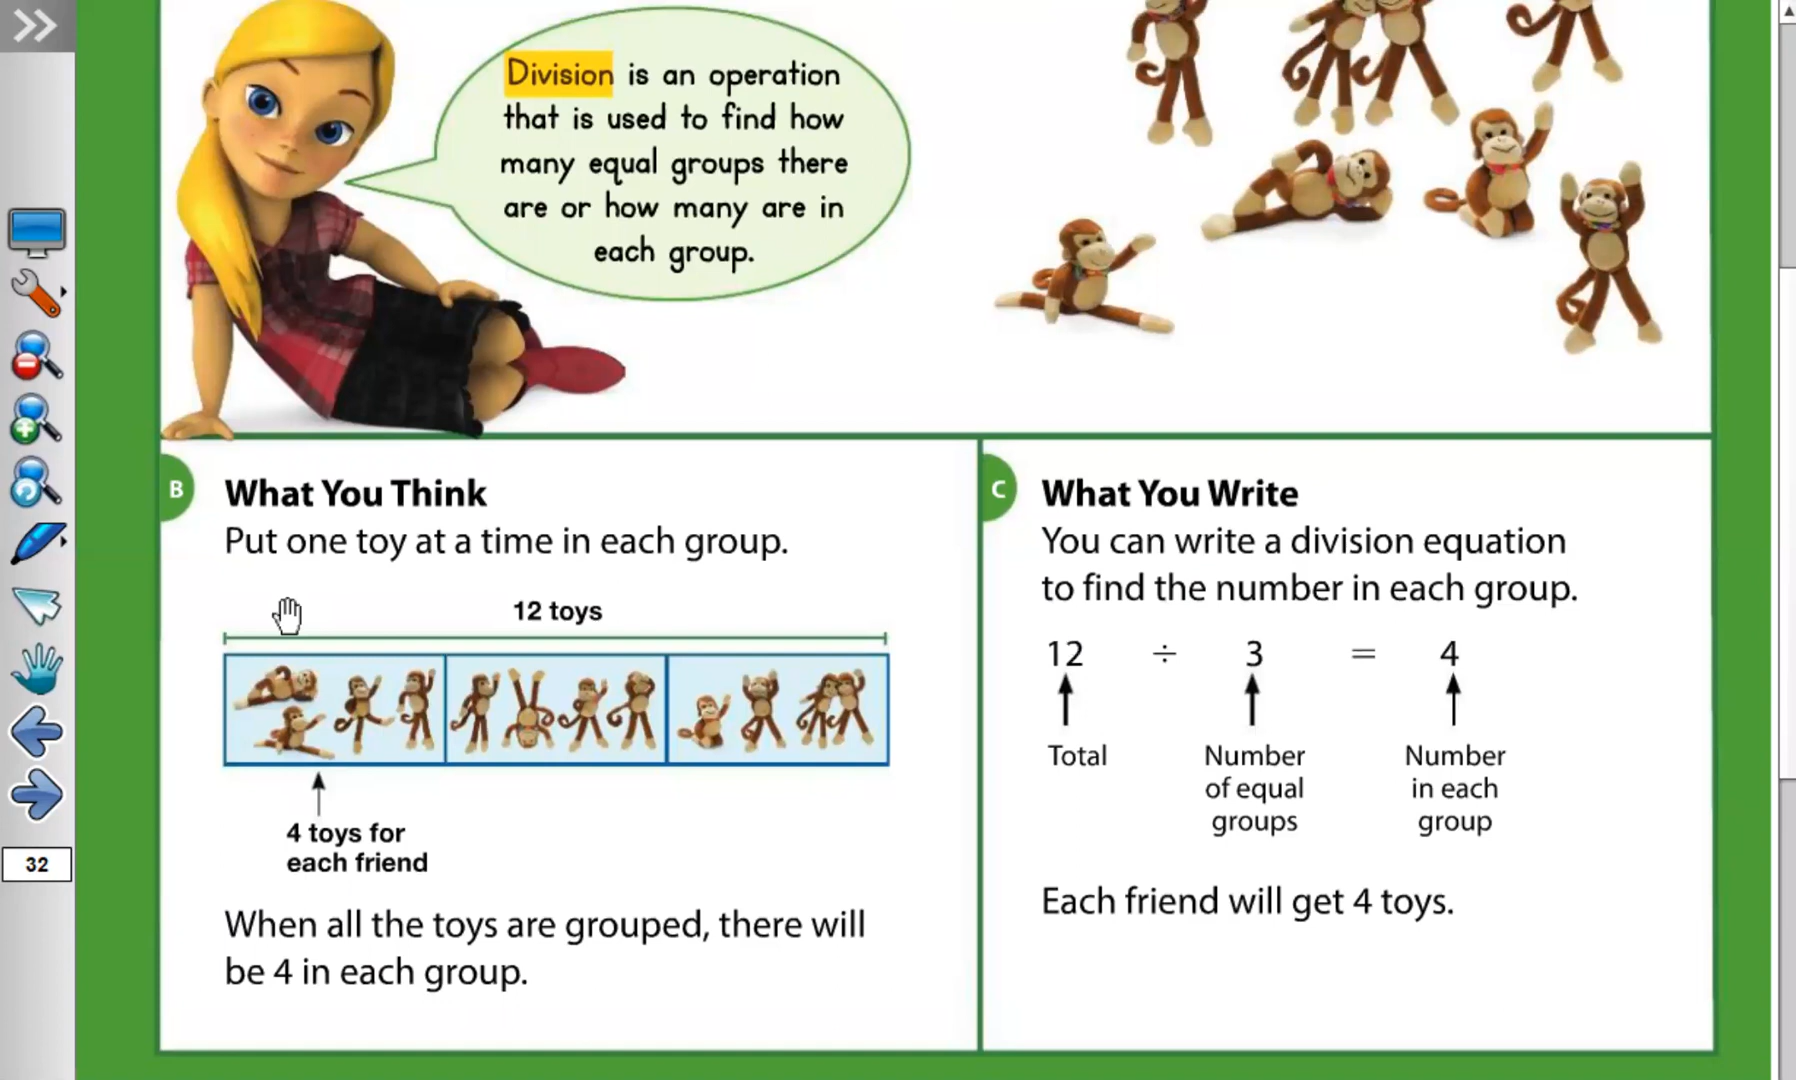 Division is an operation
that is used to find how
many equal groups there
are or how many are in
each group.
B
What You Think
Put one toy at a time in each group.
12 toys
4 toys for
each friend
When all the toys are grouped, there will
be 4 in each group.
C
What You Write
You can write a division equation
to find the number in each group.
12 ÷ 3 = 4
Total
Number
of equal
groups
Number
in each
group
Each friend will get 4 toys.
32